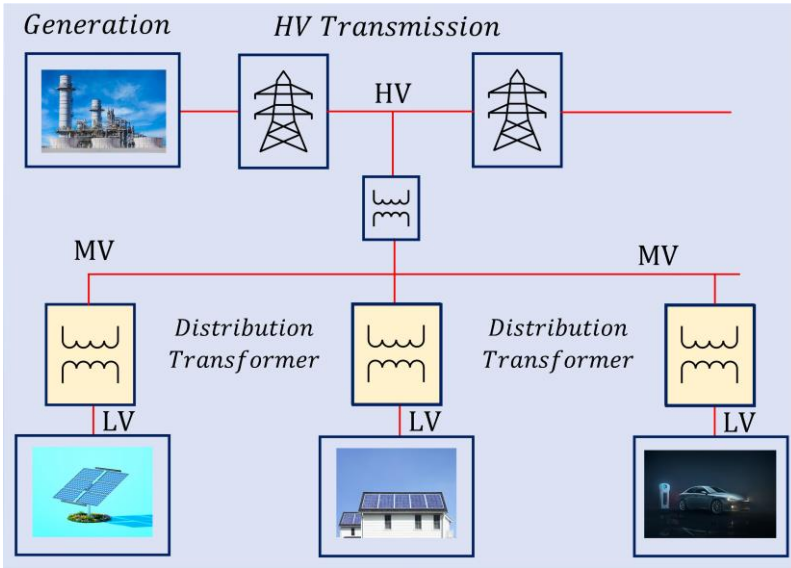 Generation
HV Transmission
HV
MV
MV
Distribution
Transformer
Distribution
Transformer
LV
LV
LV